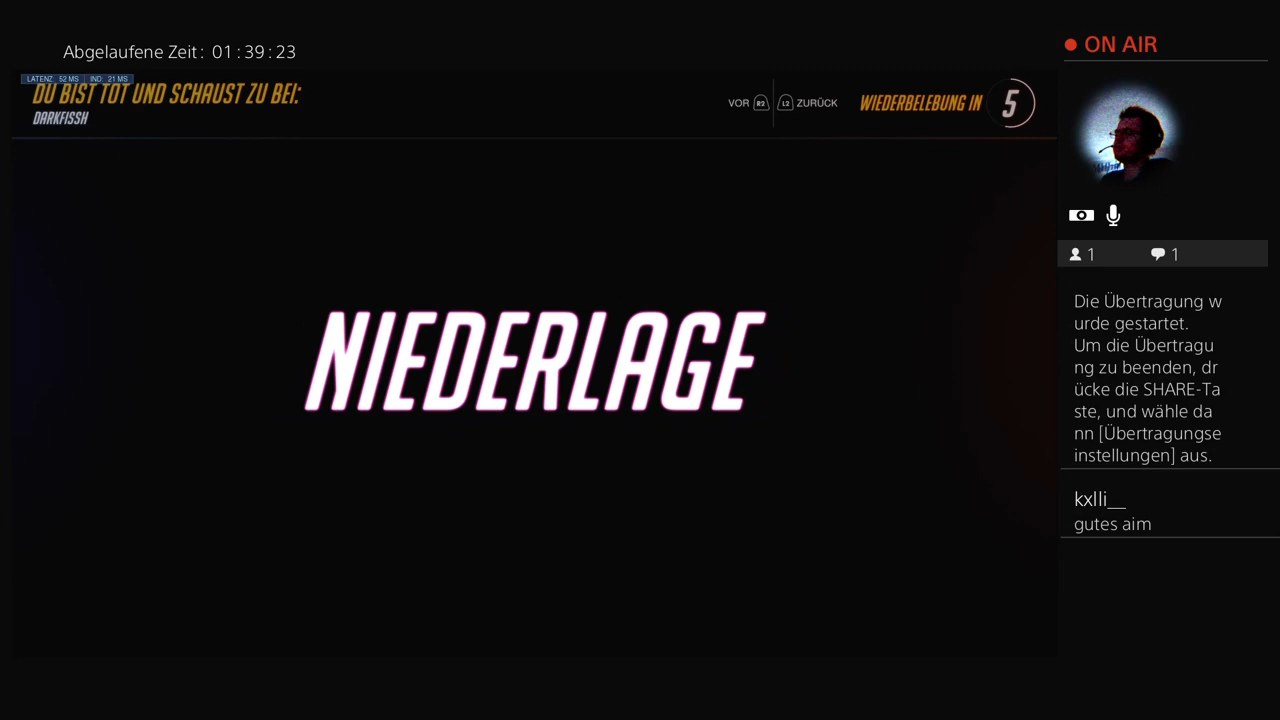 Abgelaufene Zeit: 01:39:23
ON AIR
LATENZ: 52 MS IND: 21 MS
DU BIST TOT UND SCHAUST ZU BEI:
DARKFISSH
VOR R2 L2 ZURÜCK
WIEDERBELEBUNG IN 5
NIEDERLAGE
1 1
Die Übertragung w
urde gestartet.
Um die Übertragu
ng zu beenden, dr
ücke die SHARE-Ta
ste, und wähle da
nn [Übertragungse
instellungen] aus.
kxlli__
gutes aim